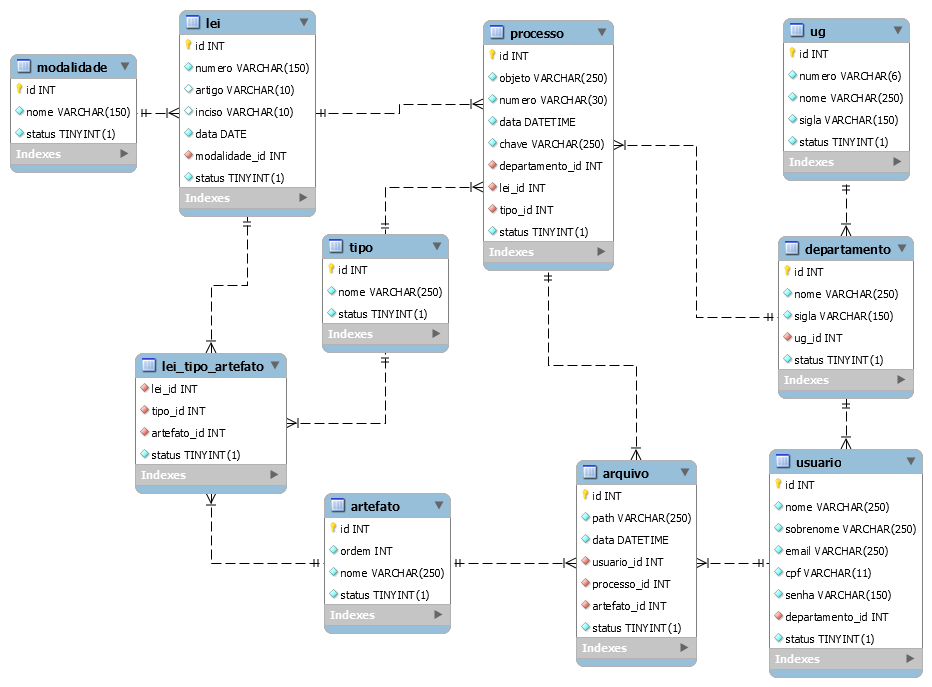 modalidade
id INT
nome VARCHAR(150)
status TINYINT(1)
Indexes
lei
id INT
numero VARCHAR(150)
artigo VARCHAR(10)
inciso VARCHAR(10)
data DATE
modalidade_id INT
status TINYINT(1)
Indexes
processo
id INT
objeto VARCHAR(250)
numero VARCHAR(30)
data DATETIME
chave VARCHAR(250)
departamento_id INT
lei_id INT
tipo_id INT
status TINYINT(1)
Indexes
ug
id INT
numero VARCHAR(6)
nome VARCHAR(250)
sigla VARCHAR(150)
status TINYINT(1)
Indexes
tipo
id INT
nome VARCHAR(250)
status TINYINT(1)
Indexes
departamento
id INT
nome VARCHAR(250)
sigla VARCHAR(150)
ug_id INT
status TINYINT(1)
Indexes
lei_tipo_artefato
lei_id INT
tipo_id INT
artefato_id INT
status TINYINT(1)
Indexes
artefato
id INT
ordem INT
nome VARCHAR(250)
status TINYINT(1)
Indexes
arquivo
id INT
path VARCHAR(250)
data DATETIME
usuario_id INT
processo_id INT
artefato_id INT
status TINYINT(1)
Indexes
usuario
id INT
nome VARCHAR(250)
sobrenome VARCHAR(250)
email VARCHAR(250)
cpf VARCHAR(11)
senha VARCHAR(150)
departamento_id INT
status TINYINT(1)
Indexes